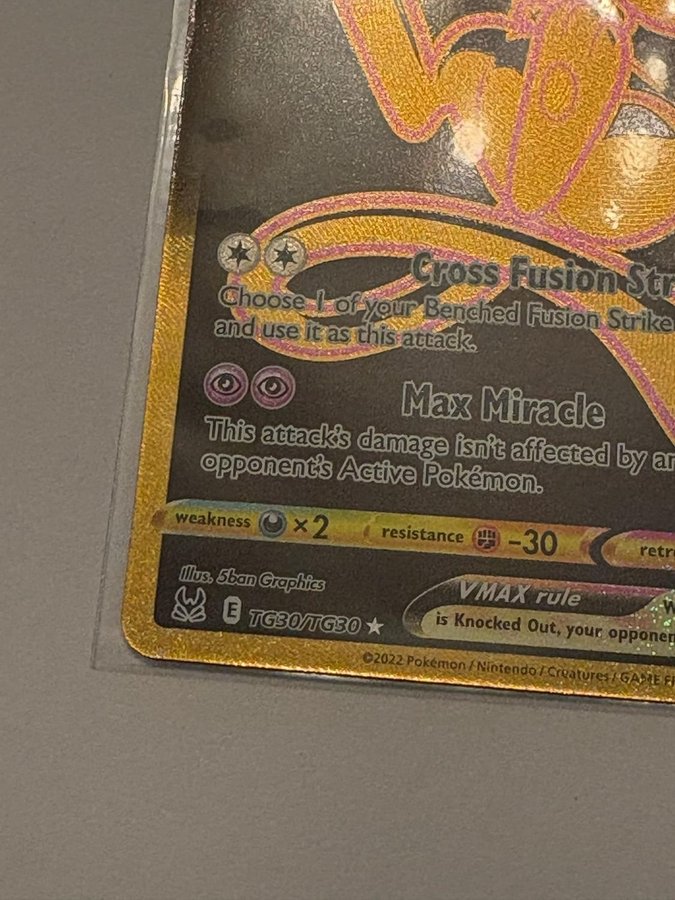 Cross Fusion Str
Choose 1 of your Benched Fusion Strike
and use it as this attack.
Max Miracle
This attack's damage isn't affected by an
opponent's Active Pokémon.
weakness ×2 resistance -30 retr
Illus. 5ban Graphics
VMAX rule W
E TG30/TG30
is Knocked Out, your opponen
©2022 Pokémon / Nintendo / Creatures / GAME F